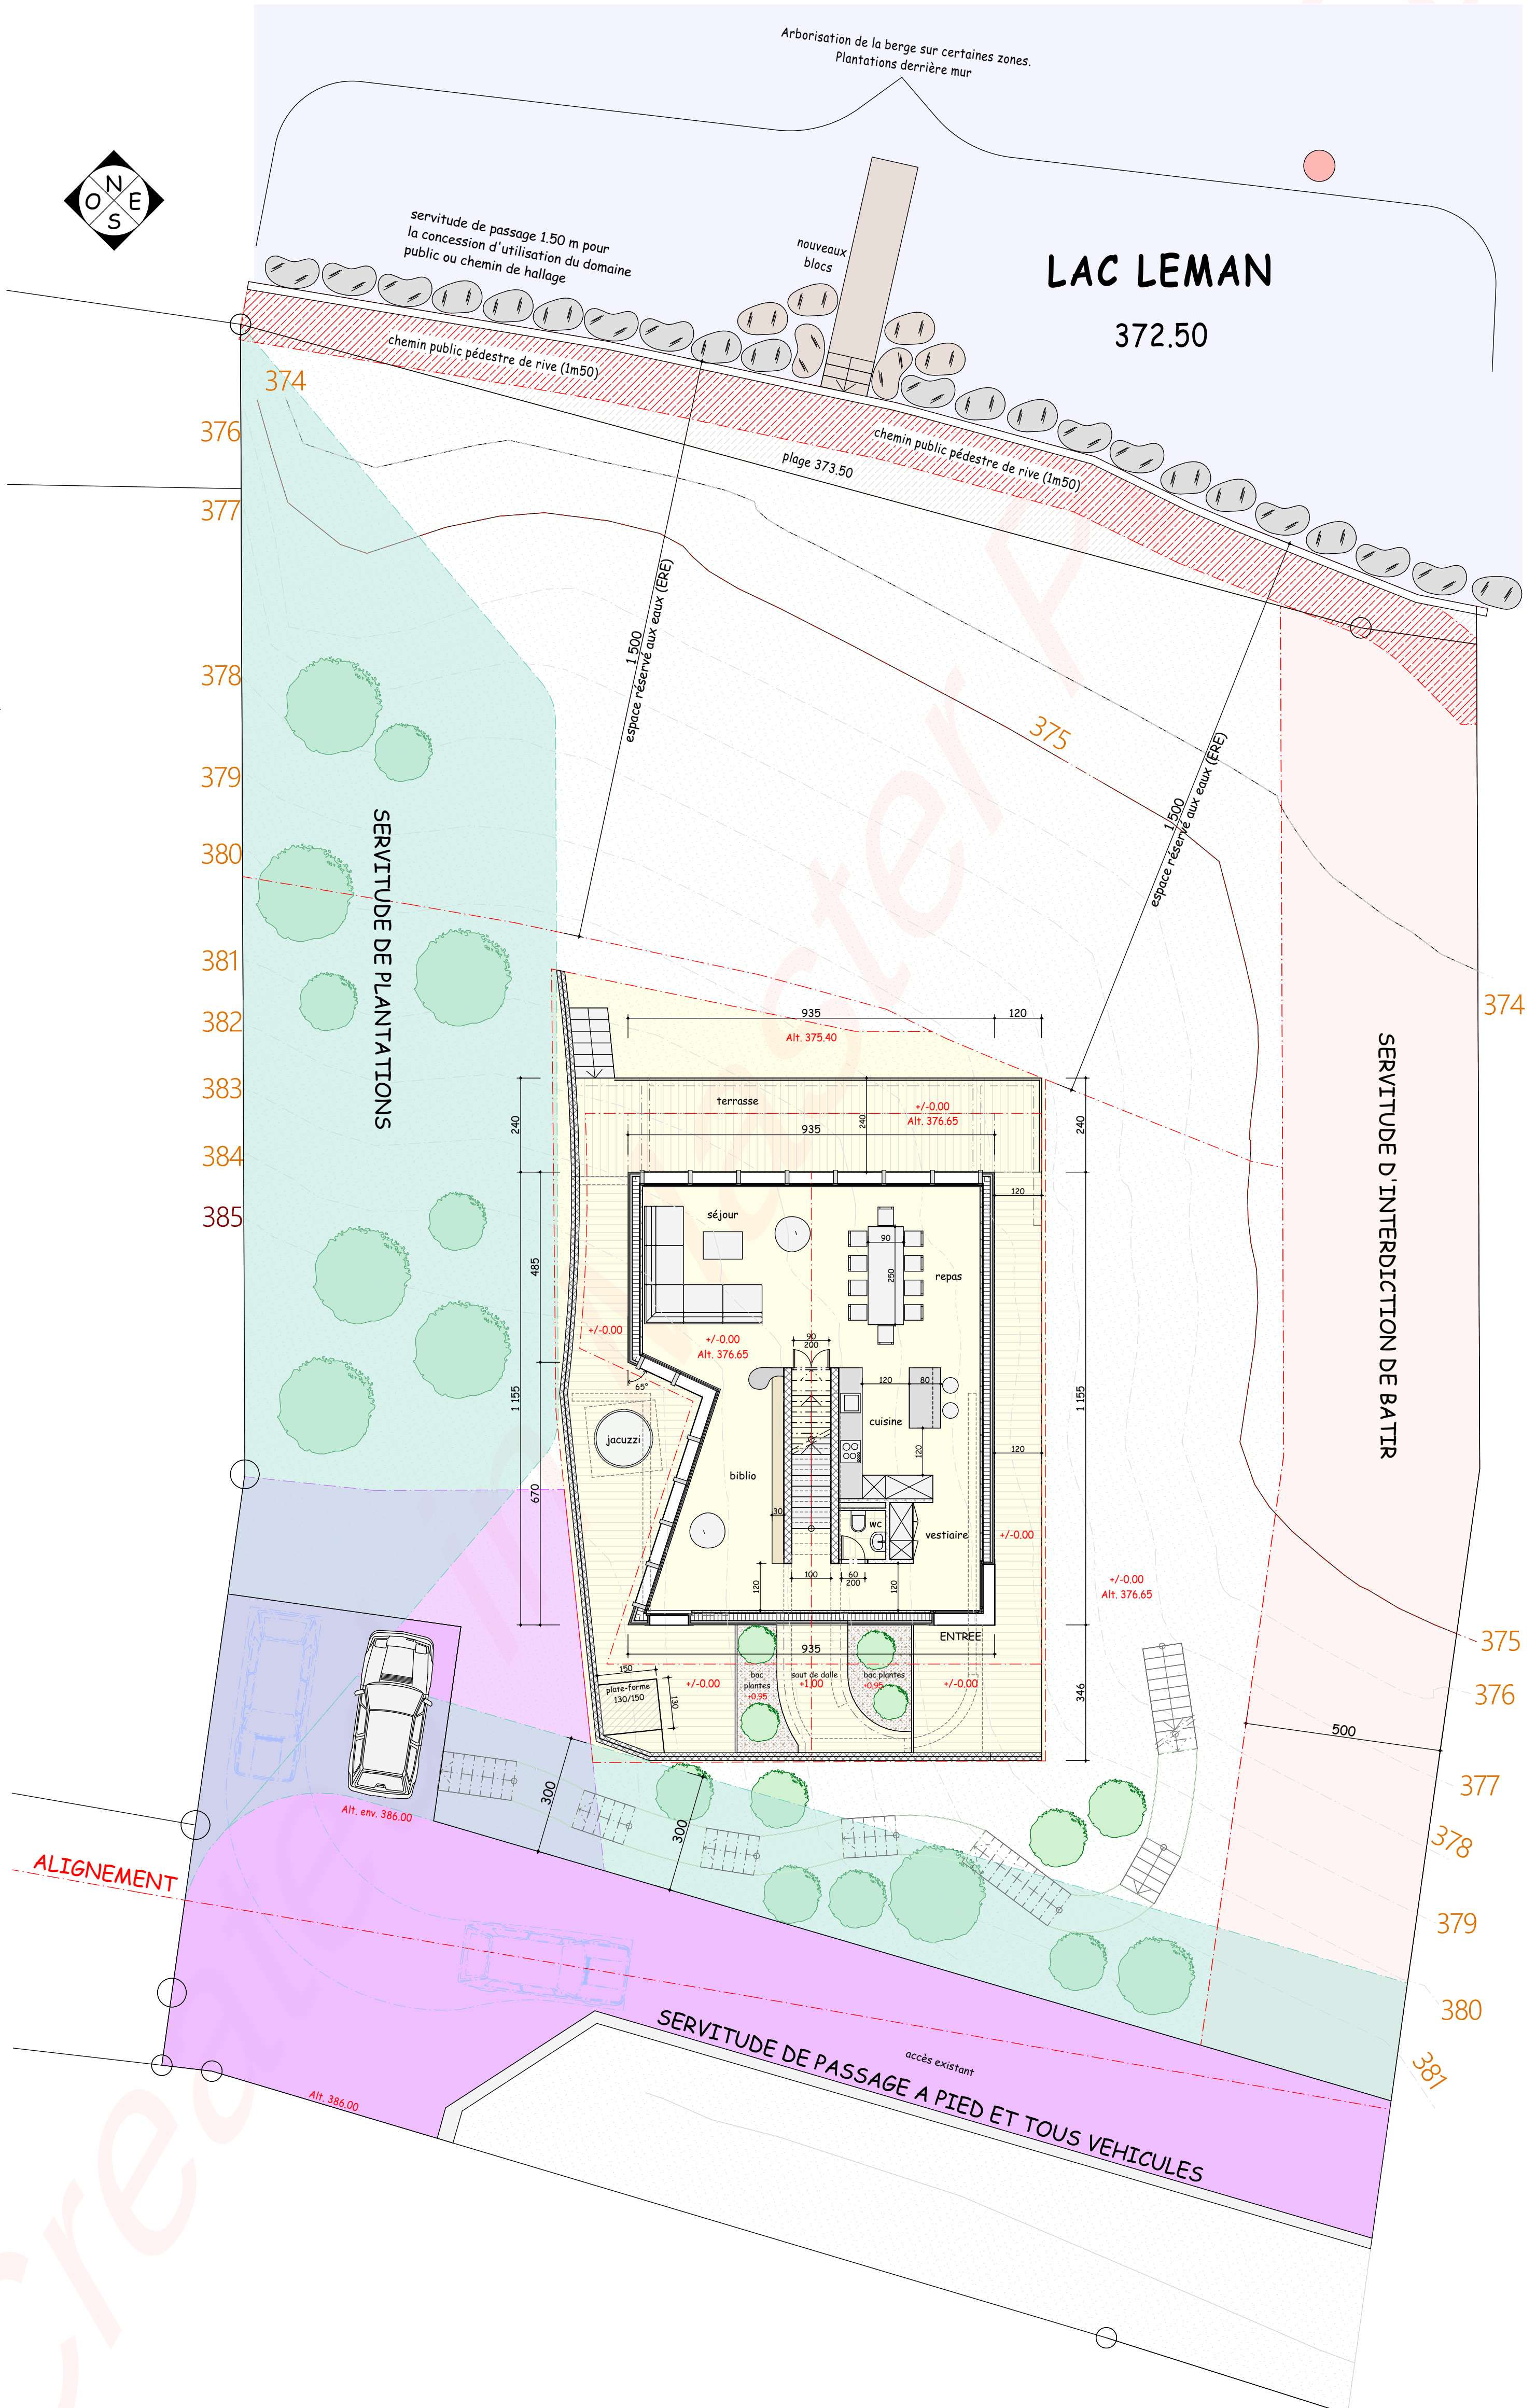 Arborisation de la berge sur certaines zones.
Plantations derrière mur
N
O
E
S
servitude de passage 1.50 m pour
la concession d'utilisation du domaine
public ou chemin de hallage
nouveaux
blocs
LAC LEMAN
372.50
chemin public pédestre de rive (1m50)
chemin public pédestre de rive (1m50)
plage 373.50
374
376
377
378
379
380
381
382
383
384
385
SERVITUDE DE PLANTATIONS
1 500
espace réservé aux eaux (ERE)
375
1 500
espace réservé aux eaux (ERE)
374
SERVITUDE D'INTERDICTION DE BATIR
935
120
Alt. 375.40
terrasse
+/-0.00
Alt. 376.65
240
240
240
935
120
séjour
90
250
repas
485
+/-0.00
+/-0.00
Alt. 376.65
90
200
65°
1 155
1 155
120
80
cuisine
jacuzzi
120
120
biblio
670
30
wc
vestiaire
+/-0.00
120
100
60
200
120
+/-0.00
Alt. 376.65
935
ENTREE
150
plate-forme
130/150
130
+/-0.00
bac
plantes
+0.95
saut de dalle
+1.00
bac plantes
+0.95
+/-0.00
346
500
375
376
377
378
379
380
381
300
300
Alt. env. 386.00
ALIGNEMENT
SERVITUDE DE PASSAGE A PIED ET TOUS VEHICULES
accès existant
Alt. 386.00